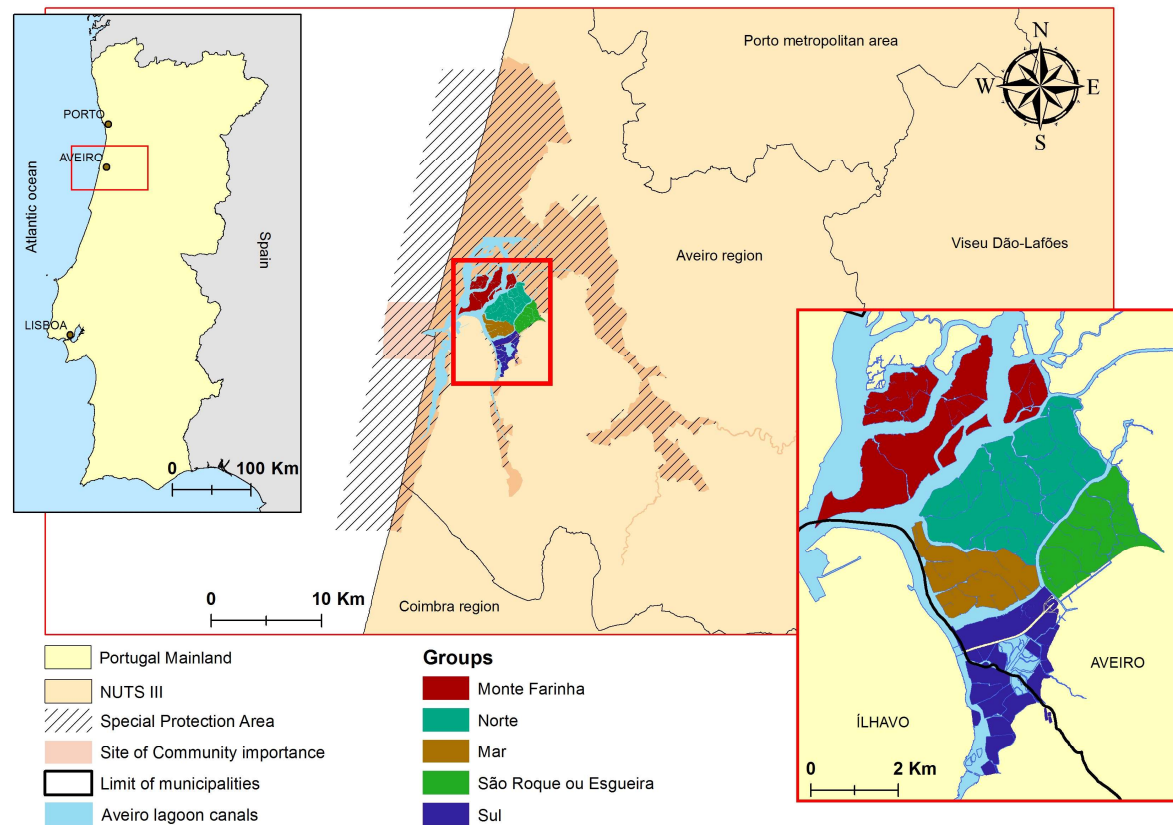 Porto metropolitan area
N
W
E
S
PORTO
AVEIRO
Atlantic ocean
Spain
LISBOA
0
100 Km
Aveiro region
Viseu Dão-Lafões
0
10 Km
Coimbra region
AVEIRO
ÍLHAVO
0
2 Km
Portugal Mainland
NUTS III
Special Protection Area
Site of Community importance
Limit of municipalities
Aveiro lagoon canals
Groups
Monte Farinha
Norte
Mar
São Roque ou Esgueira
Sul